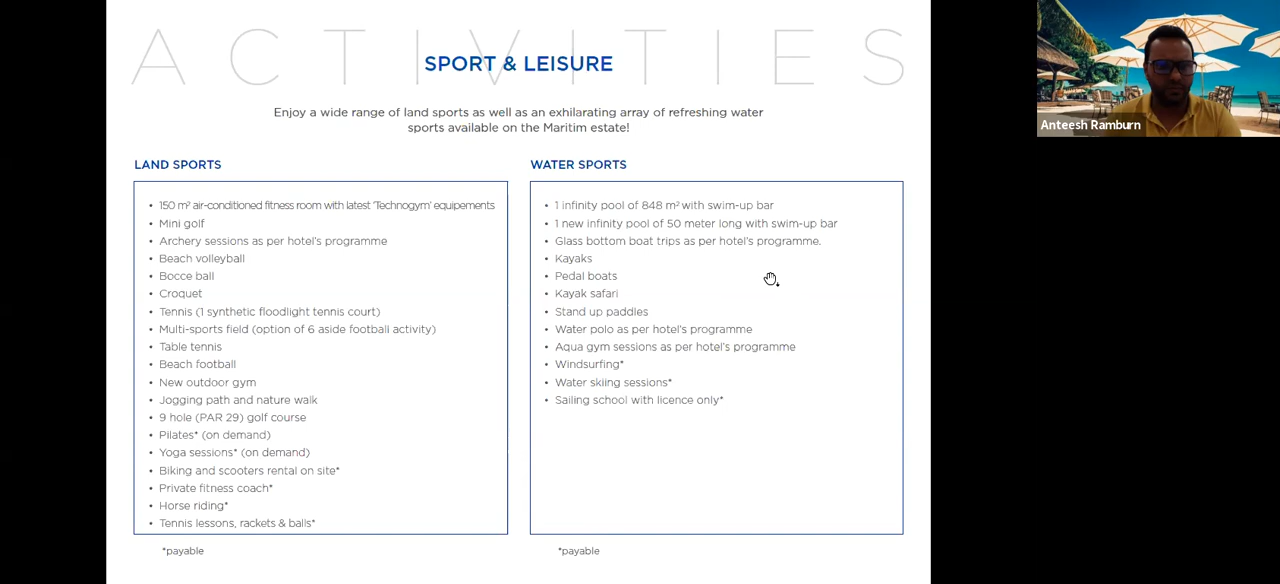 ACTIVITIES
SPORT & LEISURE
Enjoy a wide range of land sports as well as an exhilarating array of refreshing water
sports available on the Maritim estate!
LAND SPORTS
• 150 m² air-conditioned fitness room with latest 'Technogym' equipements
• Mini golf
• Archery sessions as per hotel's programme
• Beach volleyball
• Bocce ball
• Croquet
• Tennis (1 synthetic floodlight tennis court)
• Multi-sports field (option of 6 aside football activity)
• Table tennis
• Beach football
• New outdoor gym
• Jogging path and nature walk
• 9 hole (PAR 29) golf course
• Pilates* (on demand)
• Yoga sessions* (on demand)
• Biking and scooters rental on site*
• Private fitness coach*
• Horse riding*
• Tennis lessons, rackets & balls*
*payable
WATER SPORTS
• 1 infinity pool of 848 m² with swim-up bar
• 1 new infinity pool of 50 meter long with swim-up bar
• Glass bottom boat trips as per hotel's programme.
• Kayaks
• Pedal boats
• Kayak safari
• Stand up paddles
• Water polo as per hotel's programme
• Aqua gym sessions as per hotel's programme
• Windsurfing*
• Water skiing sessions*
• Sailing school with licence only*
*payable
Anteesh Ramburn